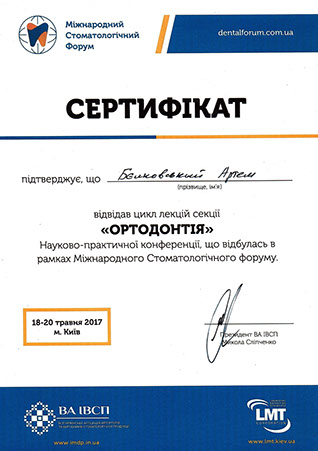 Міжнародний
Стоматологічний
Форум
dentalforum.com.ua
СЕРТИФІКАТ
підтверджує, що Бєлковський Артем
(прізвище, ім'я)
відвідав цикл лекцій секції
«ОРТОДОНТІЯ»
Науково-практичної конференції, що відбулась в
рамках Міжнародного Стоматологічного форуму.
18-20 травня 2017
м. Київ
Президент ВА ІВСП
Микола Сліпченко
ВА ІВСП
LMT
CORPORATION
www.imdp.in.ua
www.lmt.kiev.ua